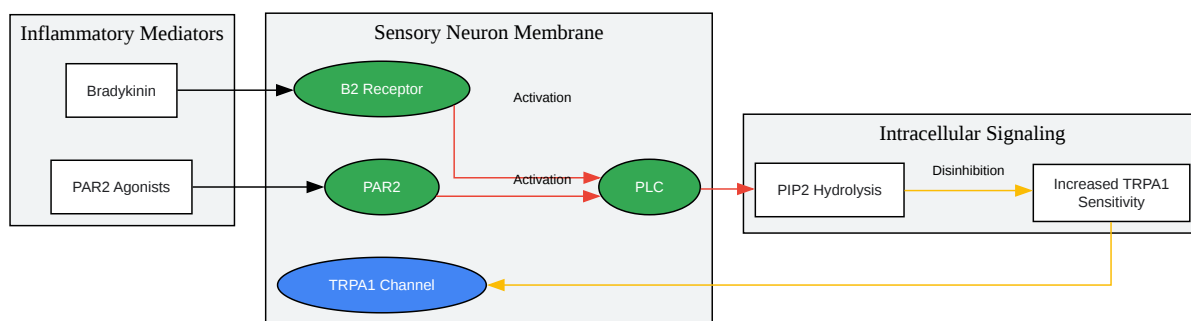 Inflammatory Mediators
Bradykinin
PAR2 Agonists
Sensory Neuron Membrane
B2 Receptor
Activation
PAR2
Activation
PLC
TRPA1 Channel
Intracellular Signaling
PIP2 Hydrolysis
Disinhibition
Increased TRPA1
Sensitivity